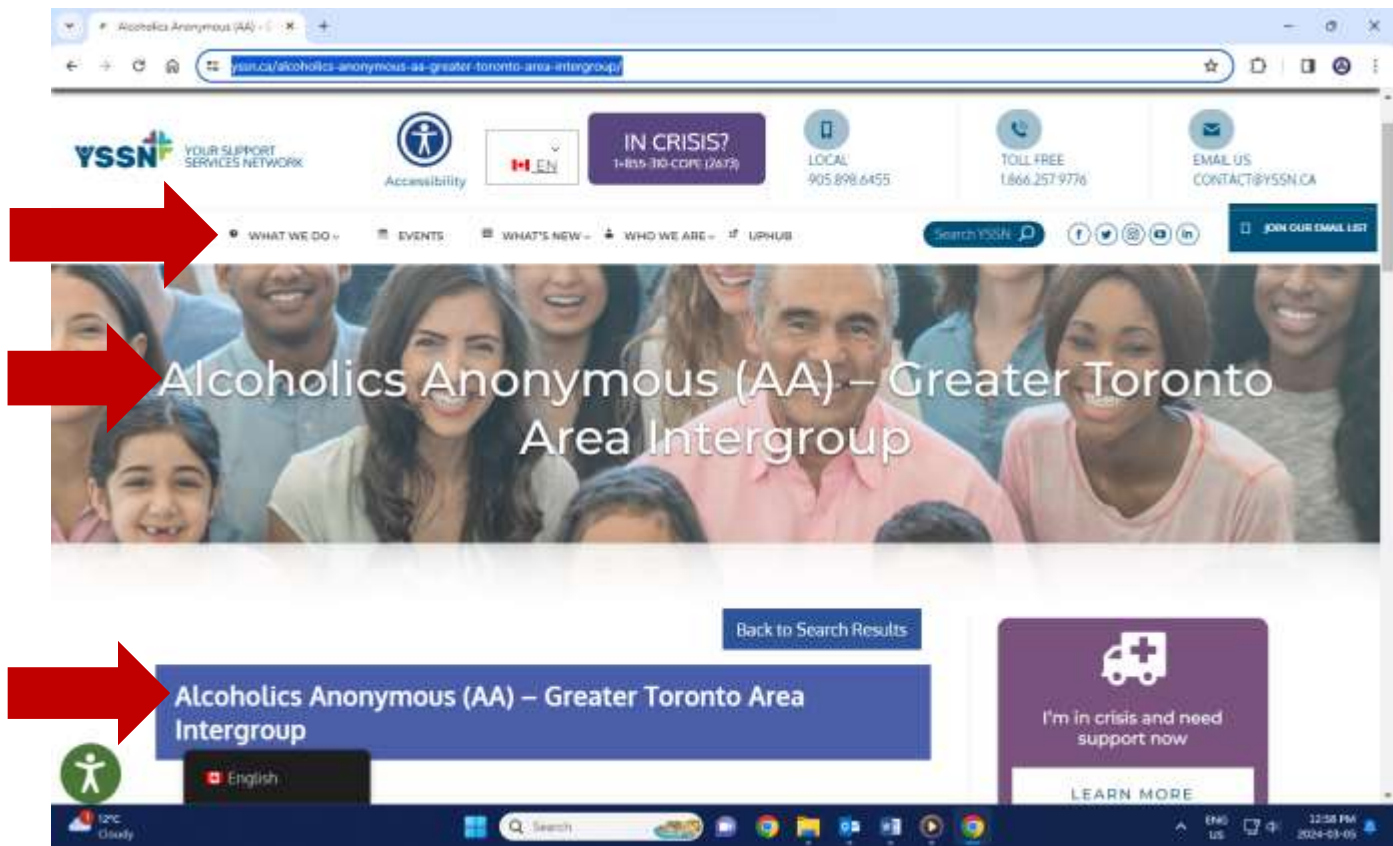 Alcoholics Anonymous (AA) - G
yssn.ca/alcoholics-anonymous-aa-greater-toronto-area-intergroup/
YSSN YOUR SUPPORT
SERVICES NETWORK
Accessibility
EN
IN CRISIS?
1-855-310-COPE (2673)
LOCAL
905.898.6455
TOLL FREE
1.866.257.9776
EMAIL US
CONTACT@YSSN.CA
WHAT WE DO EVENTS WHAT'S NEW WHO WE ARE UPHUB Search YSSN JOIN OUR EMAIL LIST
Alcoholics Anonymous (AA) – Greater Toronto
Area Intergroup
Back to Search Results
Alcoholics Anonymous (AA) – Greater Toronto Area
Intergroup
I'm in crisis and need
support now
LEARN MORE
English
12°C
Cloudy
Search
ENG
US
12:58 PM
2024-03-05